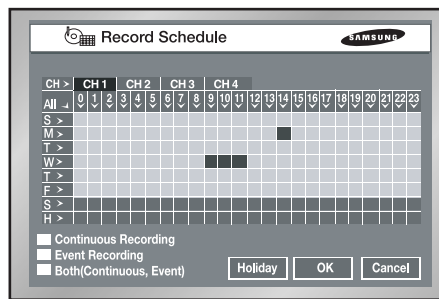 Record Schedule
SAMSUNG
CH > CH 1 CH 2 CH 3 CH 4
All 0 1 2 3 4 5 6 7 8 9 10 11 12 13 14 15 16 17 18 19 20 21 22 23
S >
M >
T >
W >
T >
F >
S >
H >
Continuous Recording
Event Recording
Both(Continuous, Event)
Holiday OK Cancel